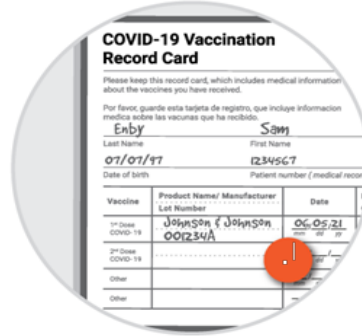 COVID-19 Vaccination
Record Card
Please keep this record card, which includes medical information
about the vaccines you have received.
Por favor, guarde esta tarjeta de registro, que incluye informacion
medica sobre las vacunas que ha recibido.
Enby Sam
Last Name First Name
07/07/97 1234567
Date of birth Patient number (medical recor
Vaccine Product Name/ Manufacturer Date
Lot Number
1st Dose Johnson & Johnson 06,05,21
COVID-19 001234A mm dd yy
2nd Dose
COVID-19
Other
Other